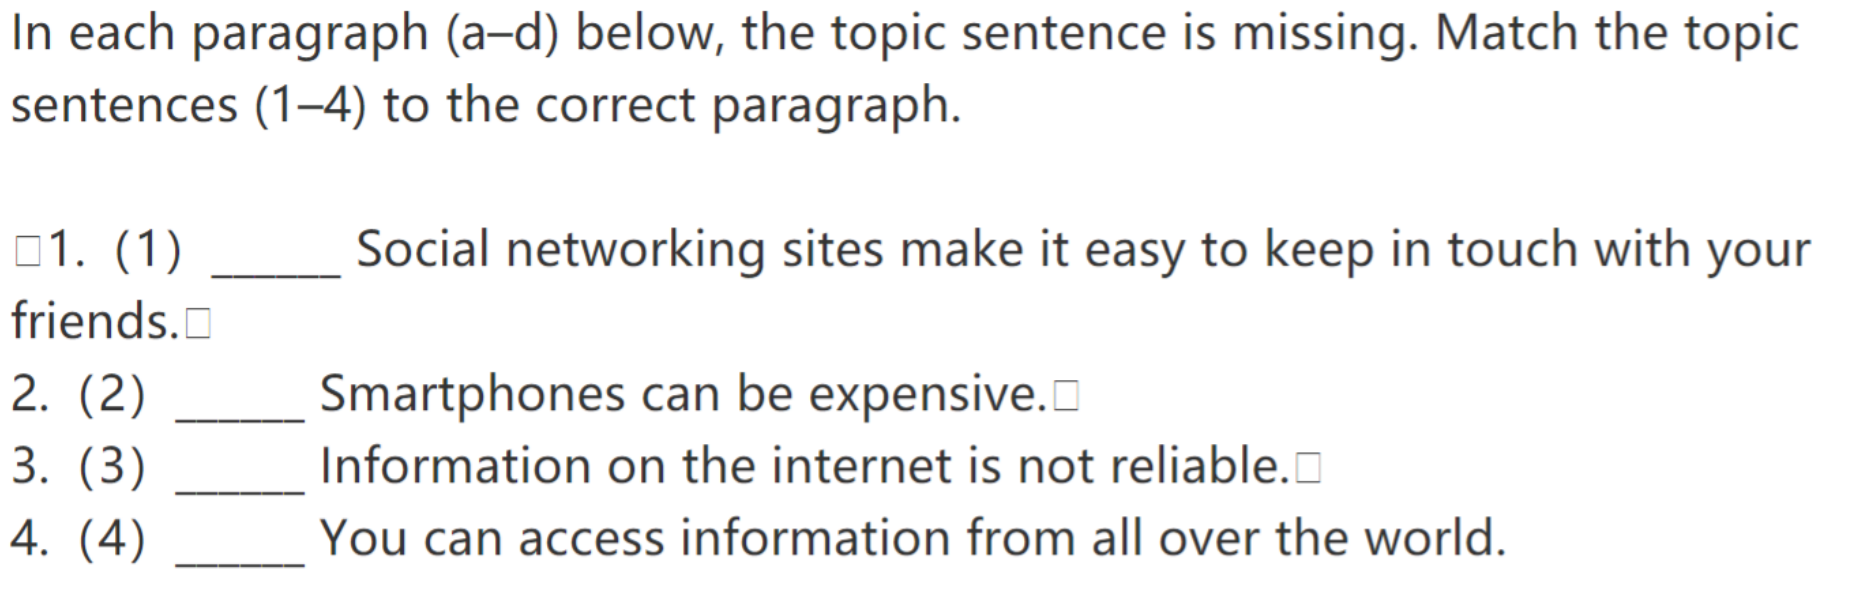 In each paragraph (a–d) below, the topic sentence is missing. Match the topic
sentences (1–4) to the correct paragraph.
□1. (1) ______ Social networking sites make it easy to keep in touch with your
friends.□
2. (2) ______ Smartphones can be expensive.□
3. (3) ______ Information on the internet is not reliable.□
4. (4) ______ You can access information from all over the world.